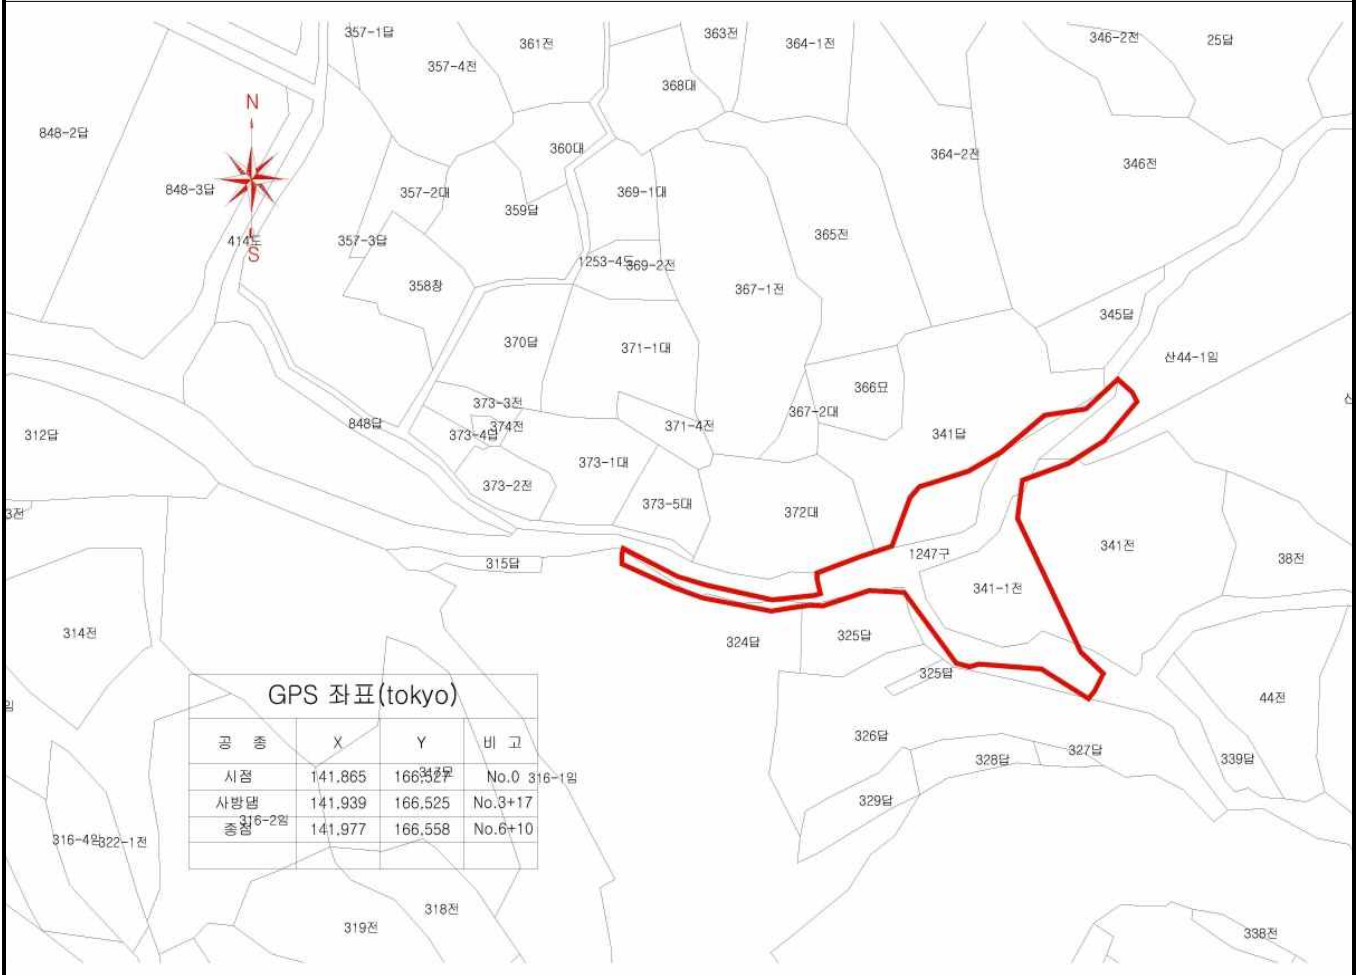 357-1답
361전
363전
364-1전
346-2전
25답
357-4전
368대
N
848-2답
360대
364-2전
346전
848-3답
357-2대
369-1대
359답
365전
414도
S
357-3답
1253-4도
369-2전
358창
367-1전
345답
370답
371-1대
산44-1임
366묘
373-3전
367-2대
848답
374전
371-4전
312답
373-4답
341답
373-1대
373-2전
373-5대
372대
3전
341전
1247구
38전
315답
341-1전
314전
324답
325답
325답
44전
임
GPS 좌표(tokyo)
공 종 X Y 비 고
326답
328답
327답
339답
317묘
시점 141,865 166,527 No.0
316-1임
사방댐 141,939 166,525 No.3+17
329답
316-2임
종점 141,977 166,558 No.6+10
316-4임
322-1전
318전
319전
338전